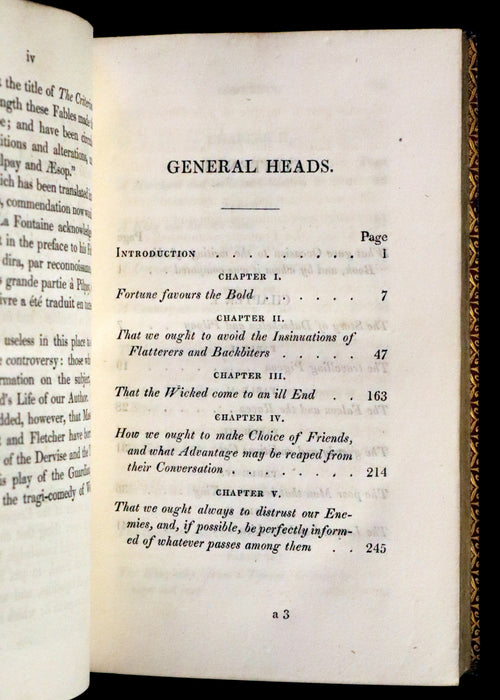 iv
the title of The
ngth these Fables made
e; and have been
itions and alterations,
lpay and Æsop."
ich has been translated
commendation now
La Fontaine
t in the preface to his
dira, par reconnoissance
s grande partie à
ivre a été traduit en
useless in this place to
controversy: those
rmation on the subject
d's Life of our Author.
dded, however, that
t and Fletcher have
of the Dervise and the
is play of the
the tragi-comedy of
GENERAL HEADS.
Page
INTRODUCTION . . . . . . . . . 1
CHAPTER I.
Fortune favours the Bold . . . . . . 7
CHAPTER II.
That we ought to avoid the Insinuations of
Flatterers and Backbiters . . . . . 47
CHAPTER III.
That the Wicked come to an ill End . . 163
CHAPTER IV.
How we ought to make Choice of Friends,
and what Advantage may be reaped from
their Conversation . . . . . . . 214
CHAPTER V.
That we ought always to distrust our Ene-
mies, and, if possible, be perfectly inform-
ed of whatever passes among them . . 245
a 3